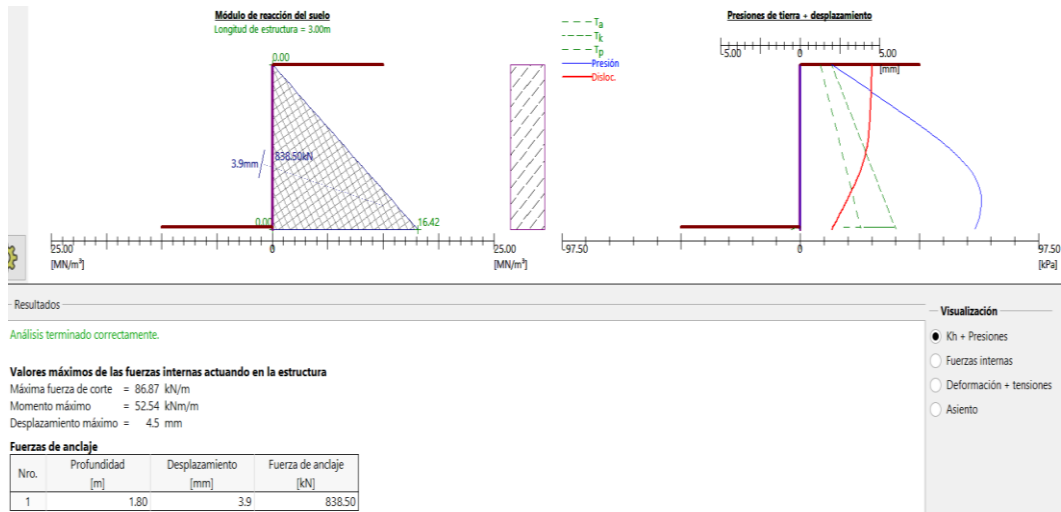 Módulo de reacción del suelo
Longitud de estructura = 3.00m
0.00
3.9mm
838.50kN
0.00
16.42
25.00
0
25.00
[MN/m³]
[MN/m³]
Ta
Tk
Tp
Presión
Disloc.
Presiones de tierra + desplazamiento
0
-5.00
5.00
[mm]
-97.50
0
97.50
[kPa]
Resultados
Análisis terminado correctamente.
Valores máximos de las fuerzas internas actuando en la estructura
Máxima fuerza de corte = 86.87 kN/m
Momento máximo = 52.54 kNm/m
Desplazamiento máximo = 4.5 mm
Fuerzas de anclaje
Nro. Profundidad [m] Desplazamiento [mm] Fuerza de anclaje [kN]
1 1.80 3.9 838.50
Visualización
Kh + Presiones
Fuerzas internas
Deformación + tensiones
Asiento